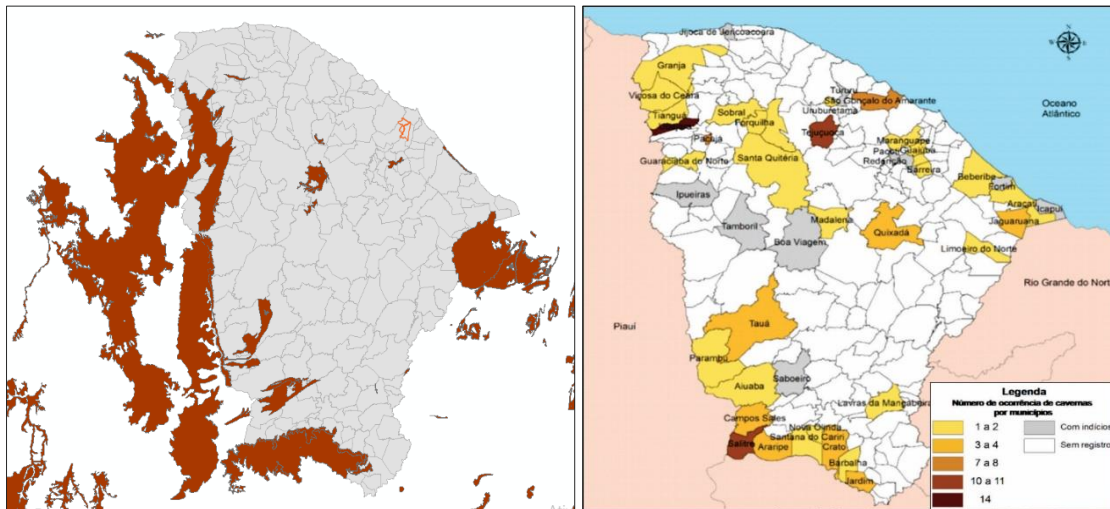 Jijoca de Jericoacoara
Granja
Viçosa do Ceará
Tianguá
Sobral
Forquilha
Tururu
São Gonçalo do Amarante
Uruburetama
Tejuçuoca
Pacujá
Guaraciaba do Norte
Santa Quitéria
Maranguape
Guaiuba
Redenção
Barreira
Oceano
Atlântico
Ipueiras
Tamboril
Boa Viagem
Madalena
Quixadá
Beberibe
Fortim
Aracati
Icapuí
Jaguaruana
Limoeiro do Norte
Rio Grande do Nort
Piauí
Tauá
Parambu
Aiuaba
Saboeiro
Lavras da Mangabeira
Campos Sales
Nova Olinda
Santana do Cariri
Salitre
Araripe
Crato
Barbalha
Jardim
Legenda
Número de ocorrência de cavernas
por municípios
1 a 2
Com indícios
3 a 4
Sem registro
7 a 8
10 a 11
14